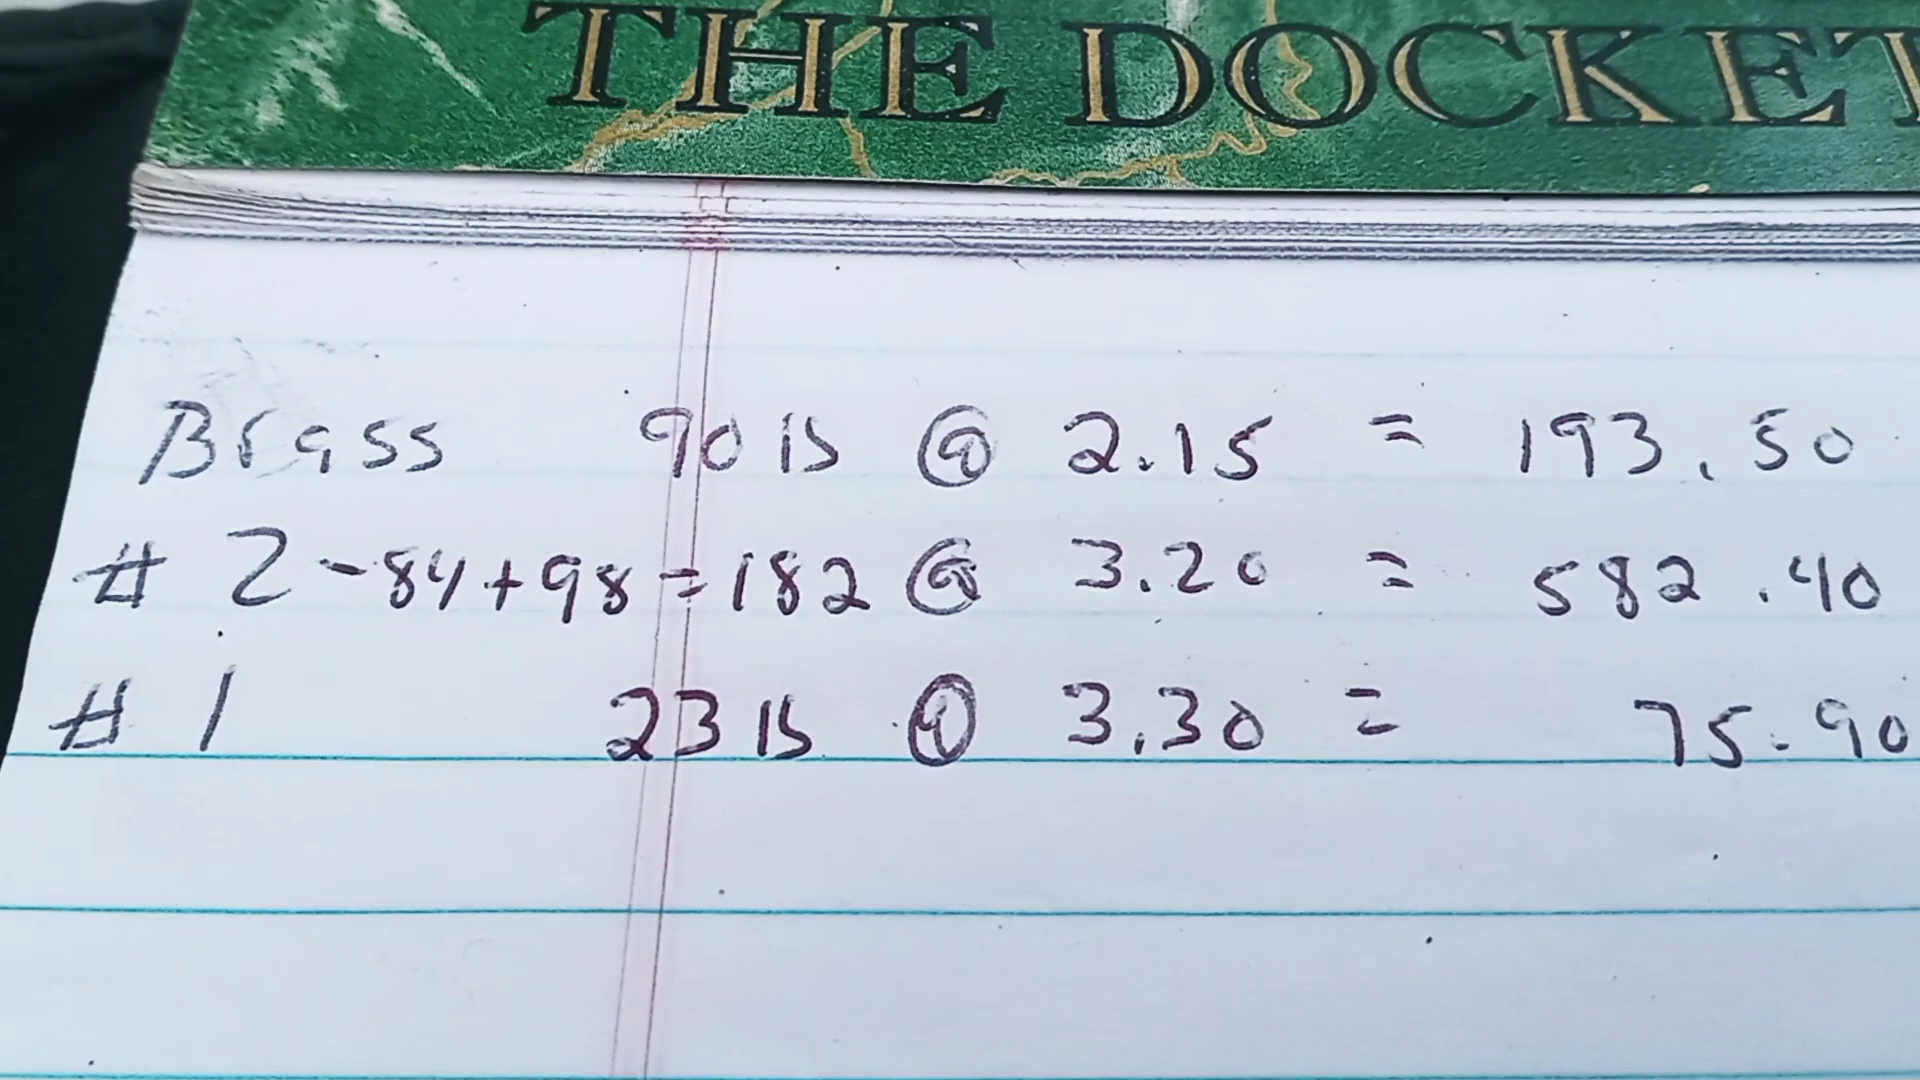 THE DOCKET
Brass 90 lb @ 2.15 = 193.50
# 2 - 84 + 98 = 182 @ 3.20 = 582.40
# 1 23 lb @ 3.30 = 75.90